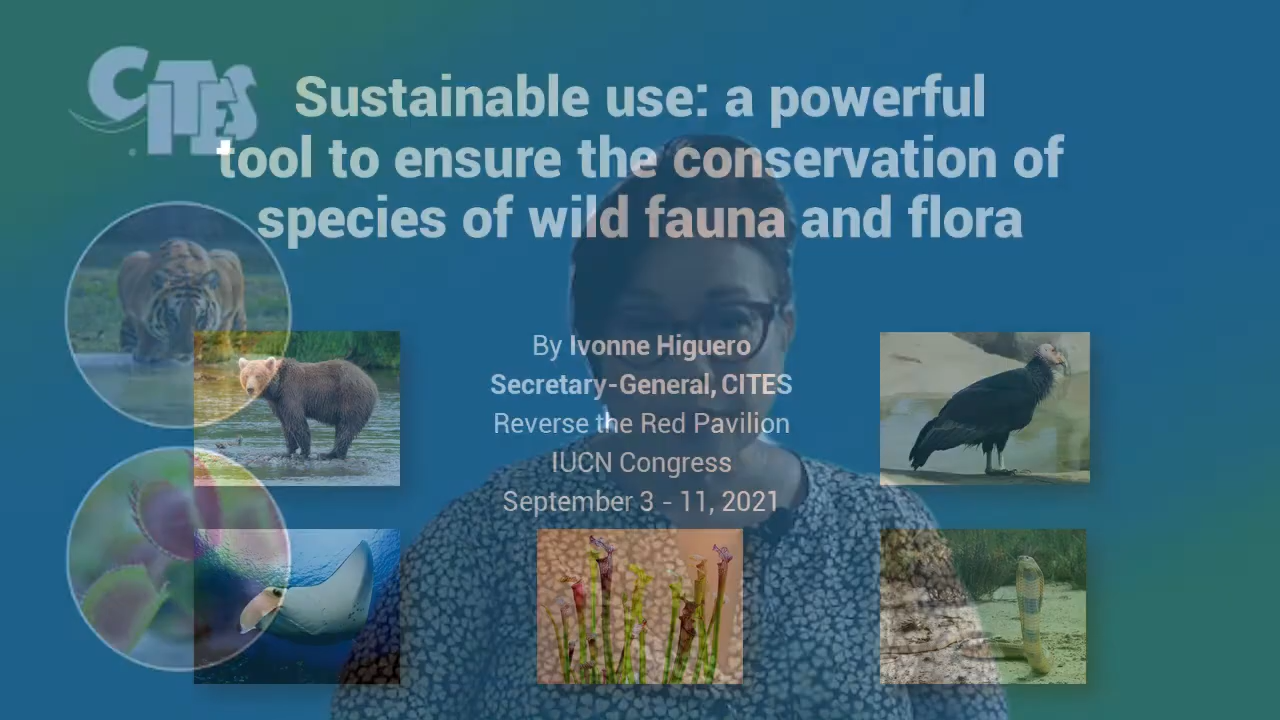 CITES
Sustainable use: a powerful
tool to ensure the conservation of
species of wild fauna and flora
By Ivonne Higuero
Secretary-General, CITES
Reverse the Red Pavilion
IUCN Congress
September 3 - 11, 2021